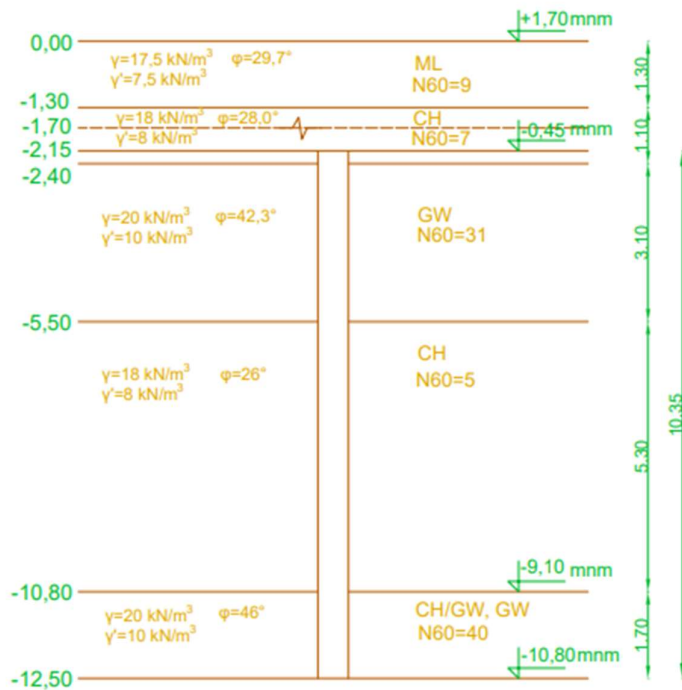 +1,70 mnm
0,00
γ=17,5 kN/m³ φ=29,7°
γ'=7,5 kN/m³
ML
N60=9
1.30
-1,30
γ=18 kN/m³ φ=28,0°
γ'=8 kN/m³
CH
N60=7
-1,70
-0,45 mnm
1.10
-2,15
-2,40
γ=20 kN/m³ φ=42,3°
γ'=10 kN/m³
GW
N60=31
3.10
-5,50
γ=18 kN/m³ φ=26°
γ'=8 kN/m³
CH
N60=5
10.35
5.30
-9,10 mnm
-10,80
γ=20 kN/m³ φ=46°
γ'=10 kN/m³
CH/GW, GW
N60=40
1.70
-10,80 mnm
-12,50